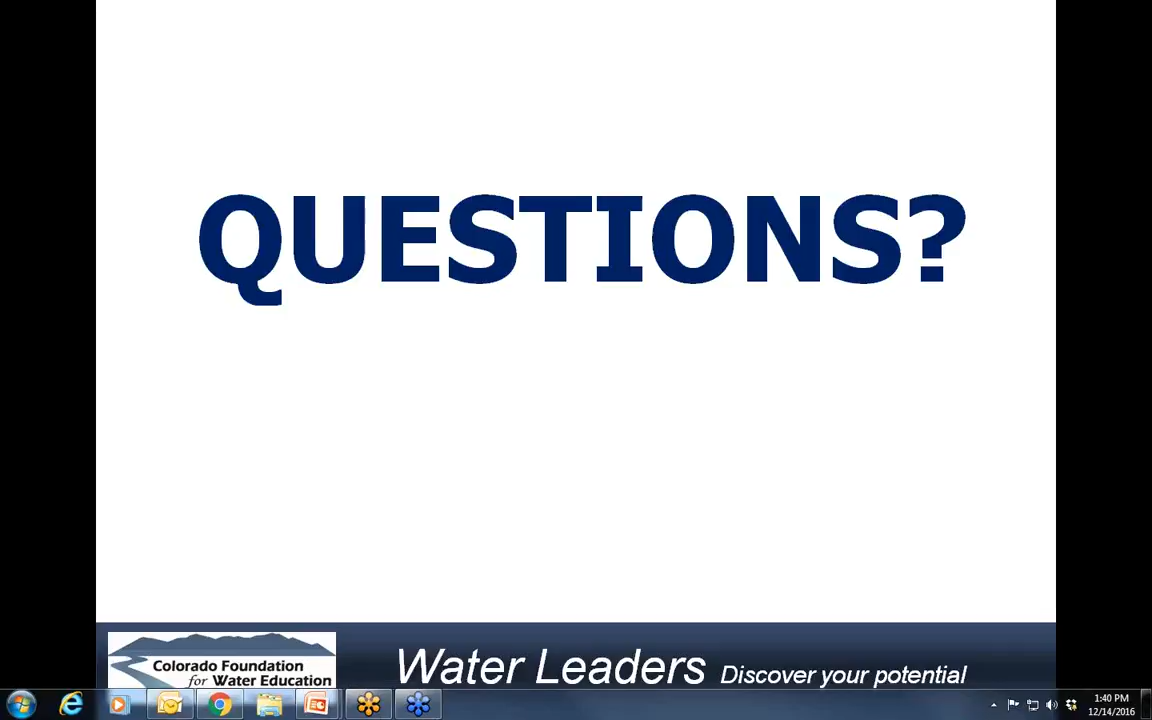 QUESTIONS?
Colorado Foundation
for Water Education
Water Leaders Discover your potential
1:40 PM
12/14/2016